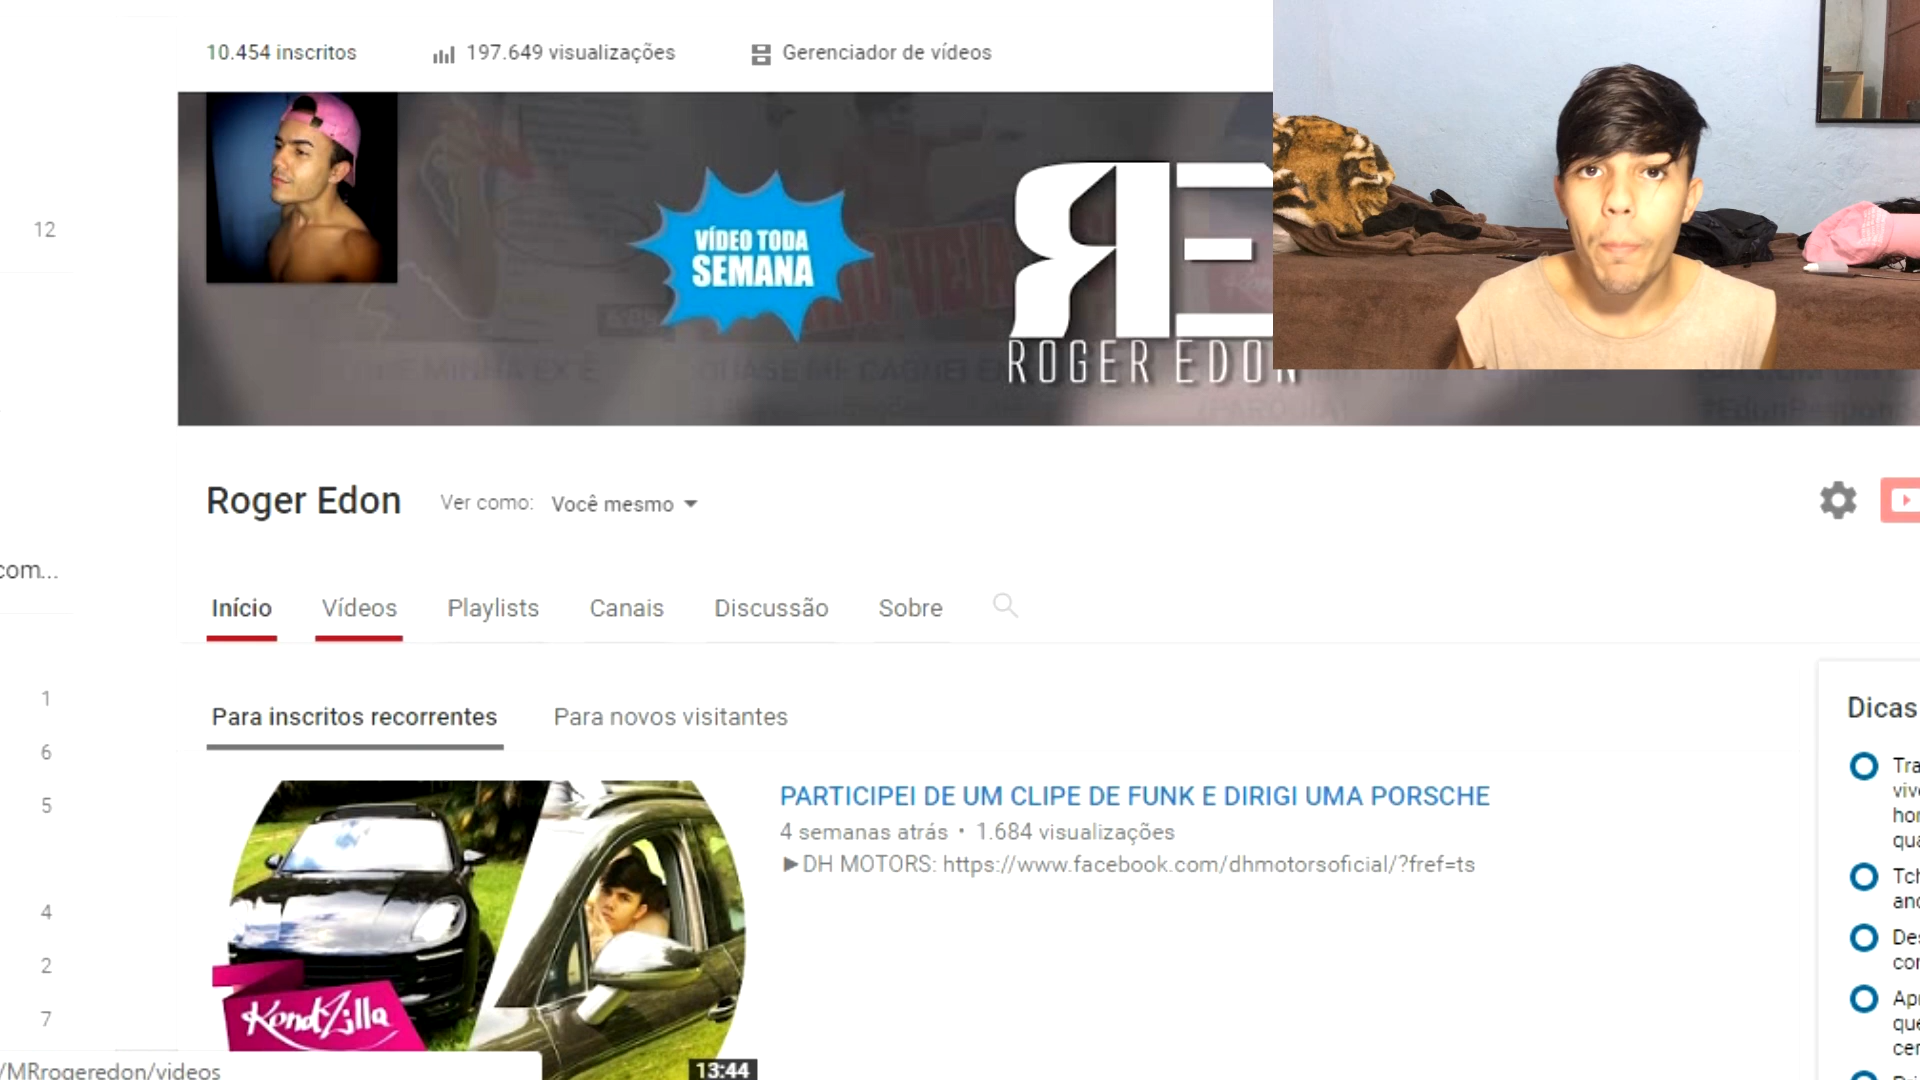 10.454 inscritos
197.649 visualizações
Gerenciador de vídeos
12
VÍDEO TODA
SEMANA
RE
ROGER EDON
Roger Edon
Ver como: Você mesmo
com...
Início Vídeos Playlists Canais Discussão Sobre
Para inscritos recorrentes Para novos visitantes
Dicas
1
6
5
4
2
7
PARTICIPEI DE UM CLIPE DE FUNK E DIRIGI UMA PORSCHE
4 semanas atrás • 1.684 visualizações
►DH MOTORS: https://www.facebook.com/dhmotorsoficial/?fref=ts
KondZilla
13:44
/MRrogeredon/videos